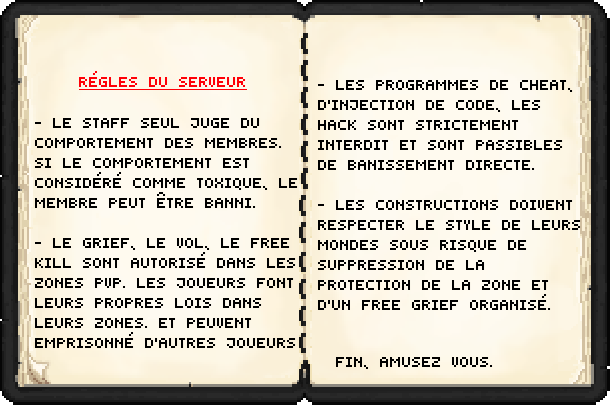 RÉGLES DU SERVEUR
- LE STAFF SEUL JUGE DU
COMPORTEMENT DES MEMBRES.
SI LE COMPORTEMENT EST
CONSIDÉRÉ COMME TOXIQUE, LE
MEMBRE PEUT ÊTRE BANNI.
- LE GRIEF, LE VOL, LE FREE
KILL SONT AUTORISÉ DANS LES
ZONES PVP. LES JOUEURS FONT
LEURS PROPRES LOIS DANS
LEURS ZONES. ET PEUVENT
EMPRISONNÉ D'AUTRES JOUEURS
- LES PROGRAMMES DE CHEAT,
D'INJECTION DE CODE, LES
HACK SONT STRICTEMENT
INTERDIT ET SONT PASSIBLES
DE BANISSEMENT DIRECTE.
- LES CONSTRUCTIONS DOIVENT
RESPECTER LE STYLE DE LEURS
MONDES SOUS RISQUE DE
SUPPRESSION DE LA
PROTECTION DE LA ZONE ET
D'UN FREE GRIEF ORGANISÉ.
FIN, AMUSEZ VOUS.